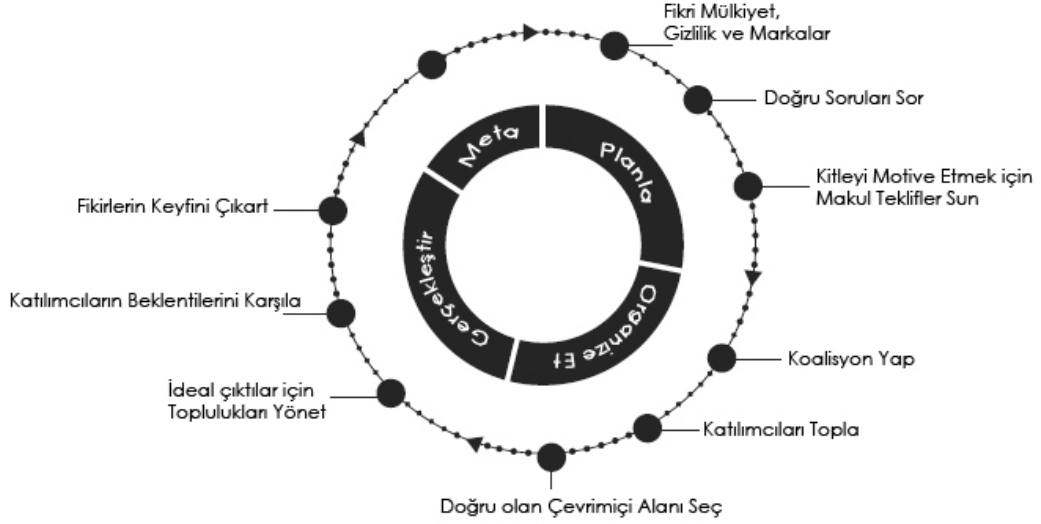 Fikri Mülkiyet,
Gizlilik ve Markalar
Doğru Soruları Sor
Kitleyi Motive Etmek için
Makul Teklifler Sun
Koalisyon Yap
Katılımcıları Topla
Doğru olan Çevrimiçi Alanı Seç
İdeal çıktılar için
Toplulukları Yönet
Katılımcıların Beklentilerini Karşıla
Fikirlerin Keyfini Çıkart
Meta
Planla
Organize Et
Gerçekleştir